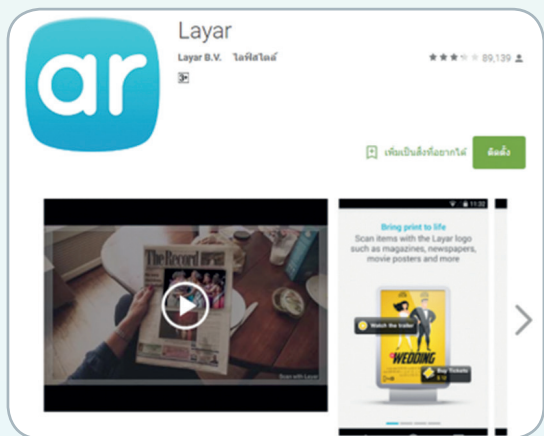 ar
Layar
Layar B.V. ไลฟ์สไตล์
89,139
3+
เพิ่มเป็นสิ่งที่อยากได้
ติดตั้ง
The Record
Scan with Layar
11:32
Bring print to life
Scan items with the Layar logo
such as magazines, newspapers,
movie posters and more
Watch the trailer
WEDDING
Buy Tickets
$ 12